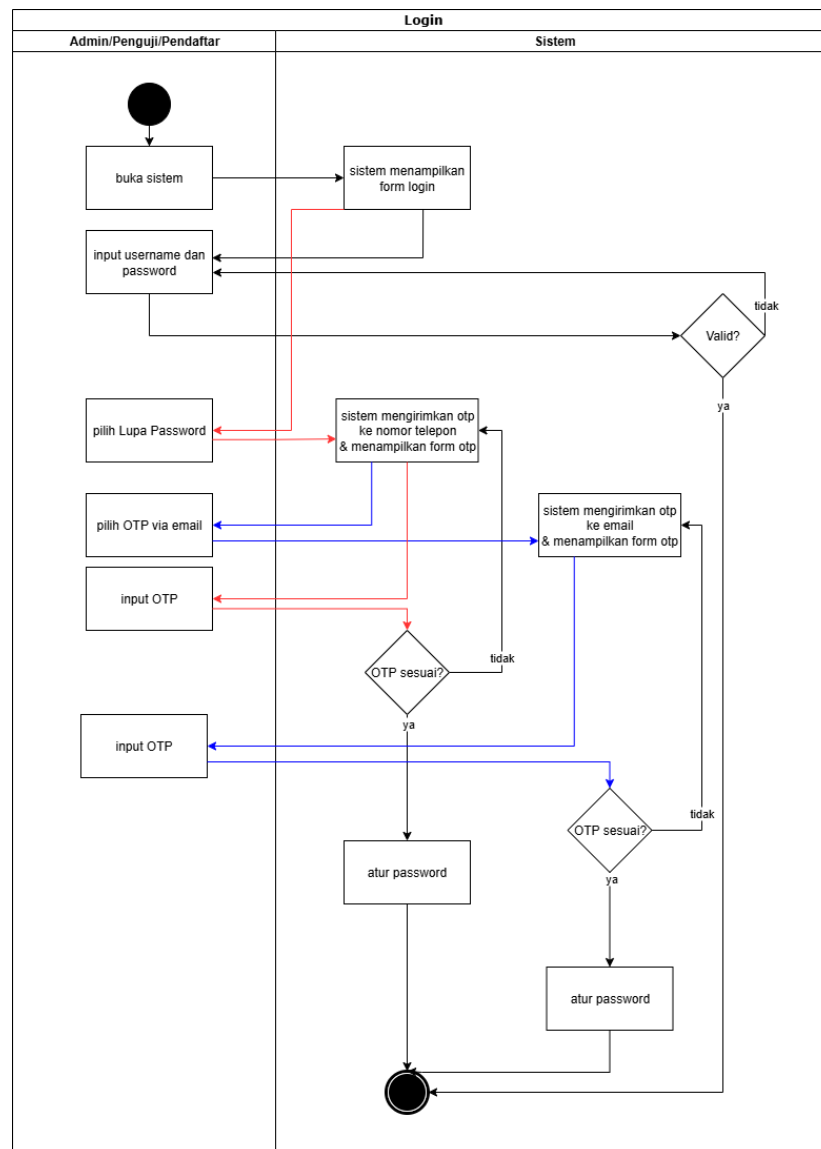 Login
Admin/Penguji/Pendaftar
Sistem
buka sistem
sistem menampilkan
form login
input username dan
password
tidak
Valid?
ya
pilih Lupa Password
sistem mengirimkan otp
ke nomor telepon
& menampilkan form otp
pilih OTP via email
sistem mengirimkan otp
ke email
& menampilkan form otp
input OTP
OTP sesuai?
tidak
ya
input OTP
OTP sesuai?
tidak
ya
atur password
atur password